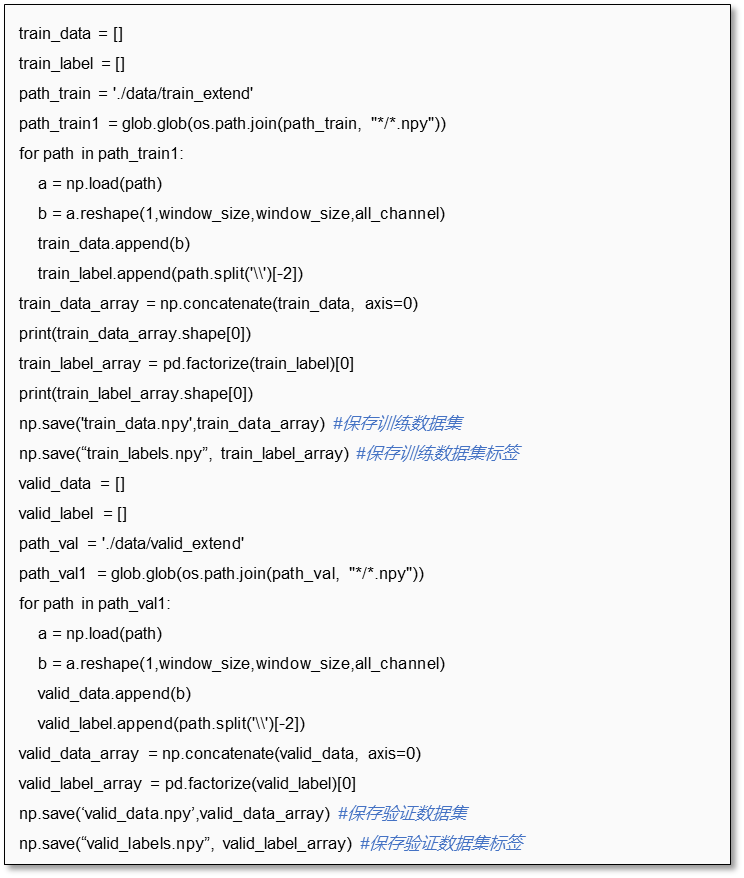 train_data = []
train_label = []
path_train = './data/train_extend'
path_train1 = glob.glob(os.path.join(path_train, "*/*.npy"))
for path in path_train1:
    a = np.load(path)
    b = a.reshape(1,window_size,window_size,all_channel)
    train_data.append(b)
    train_label.append(path.split('\\')[-2])
train_data_array = np.concatenate(train_data, axis=0)
print(train_data_array.shape[0])
train_label_array = pd.factorize(train_label)[0]
print(train_label_array.shape[0])
np.save('train_data.npy',train_data_array) #保存训练数据集
np.save(“train_labels.npy”, train_label_array) #保存训练数据集标签
valid_data = []
valid_label = []
path_val = './data/valid_extend'
path_val1 = glob.glob(os.path.join(path_val, "*/*.npy"))
for path in path_val1:
    a = np.load(path)
    b = a.reshape(1,window_size,window_size,all_channel)
    valid_data.append(b)
    valid_label.append(path.split('\\')[-2])
valid_data_array = np.concatenate(valid_data, axis=0)
valid_label_array = pd.factorize(valid_label)[0]
np.save(‘valid_data.npy’,valid_data_array) #保存验证数据集
np.save(“valid_labels.npy”, valid_label_array) #保存验证数据集标签